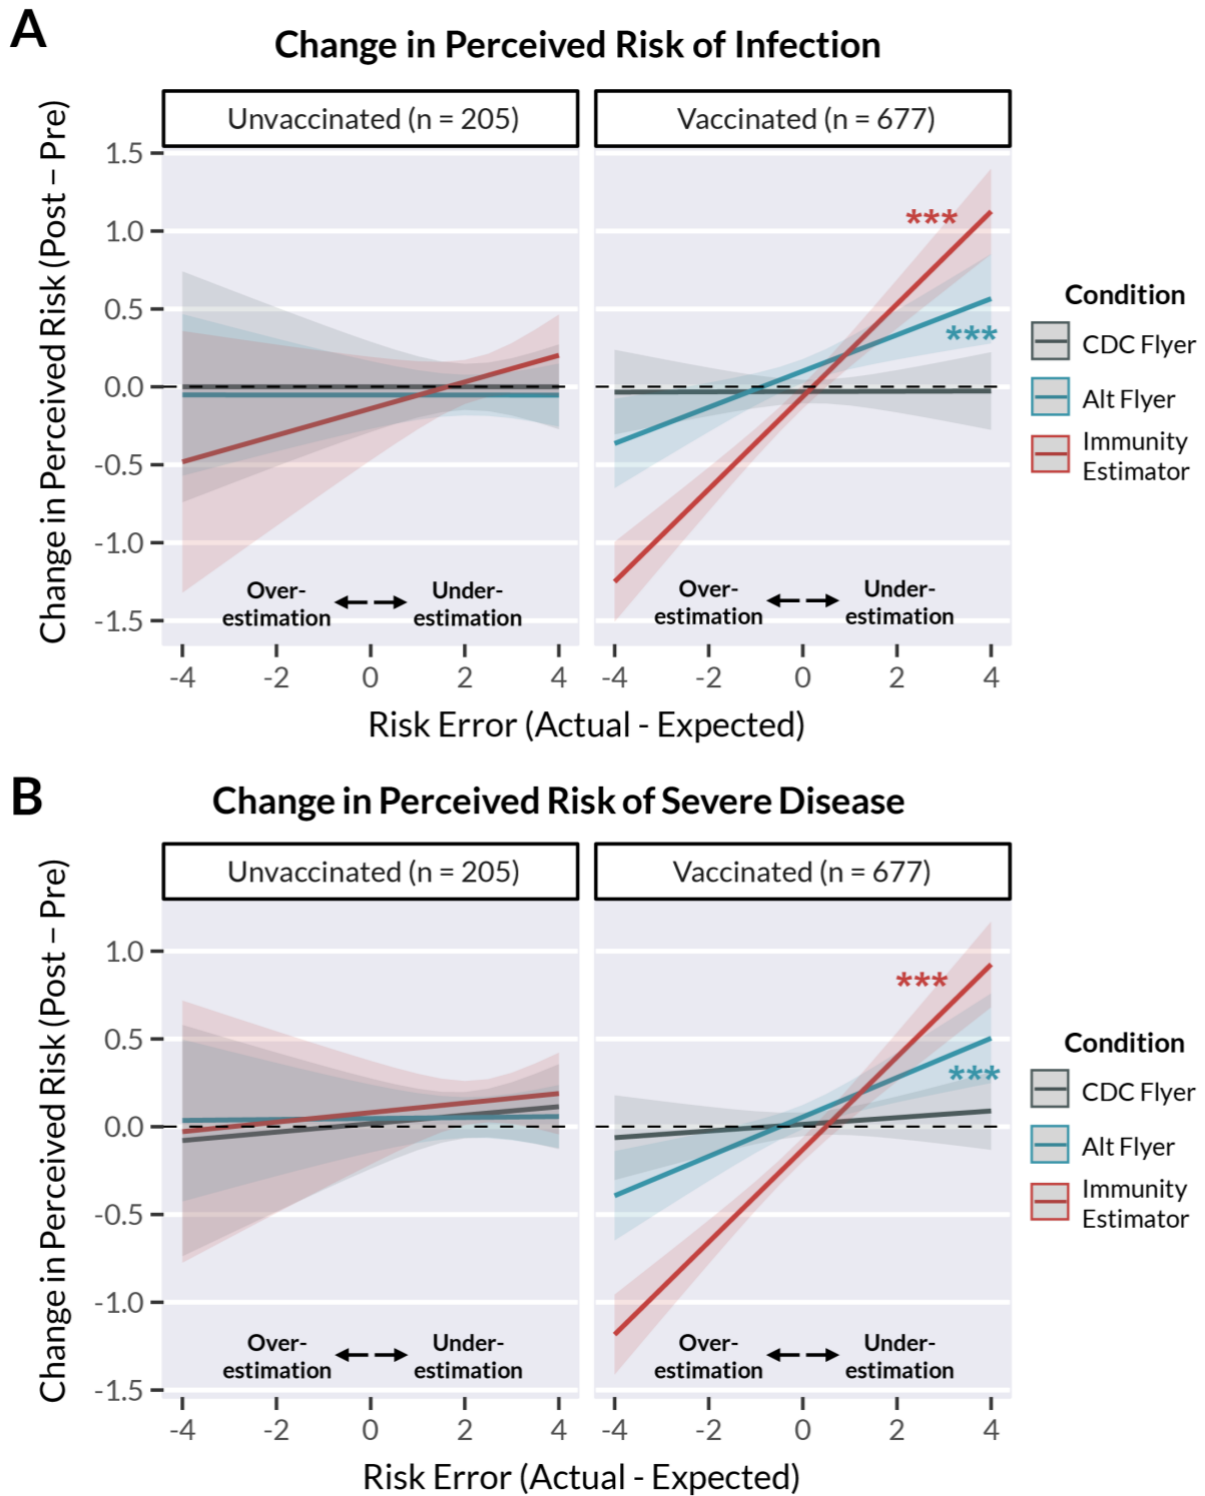 A
Change in Perceived Risk of Infection
Change in Perceived Risk (Post – Pre)
Unvaccinated (n = 205)
Vaccinated (n = 677)
1.5
1.0
0.5
0.0
-0.5
-1.0
-1.5
***
***
Over-
estimation
Under-
estimation
Over-
estimation
Under-
estimation
-4 -2 0 2 4
-4 -2 0 2 4
Risk Error (Actual - Expected)
Condition
CDC Flyer
Alt Flyer
Immunity
Estimator
B
Change in Perceived Risk of Severe Disease
Change in Perceived Risk (Post – Pre)
Unvaccinated (n = 205)
Vaccinated (n = 677)
1.0
0.5
0.0
-0.5
-1.0
-1.5
***
***
Over-
estimation
Under-
estimation
Over-
estimation
Under-
estimation
-4 -2 0 2 4
-4 -2 0 2 4
Risk Error (Actual - Expected)
Condition
CDC Flyer
Alt Flyer
Immunity
Estimator